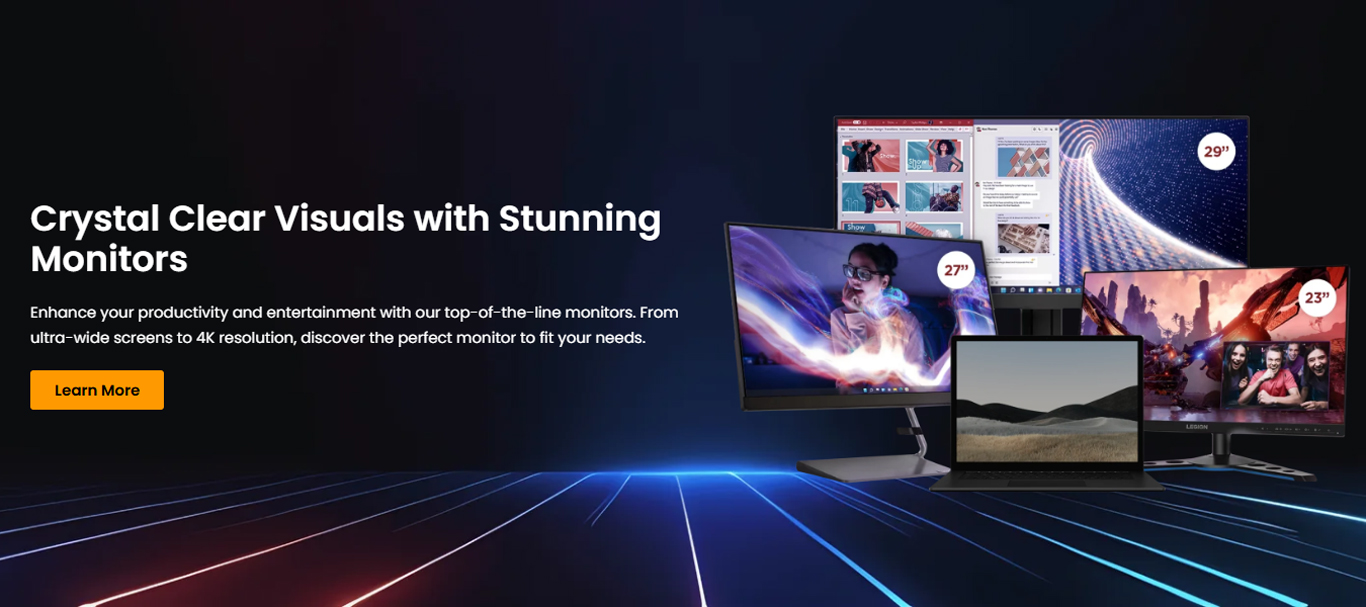 Crystal Clear Visuals with Stunning
Monitors
Enhance your productivity and entertainment with our top-of-the-line monitors. From
ultra-wide screens to 4K resolution, discover the perfect monitor to fit your needs.
Learn More
29”
27”
23”
Show
LEGION